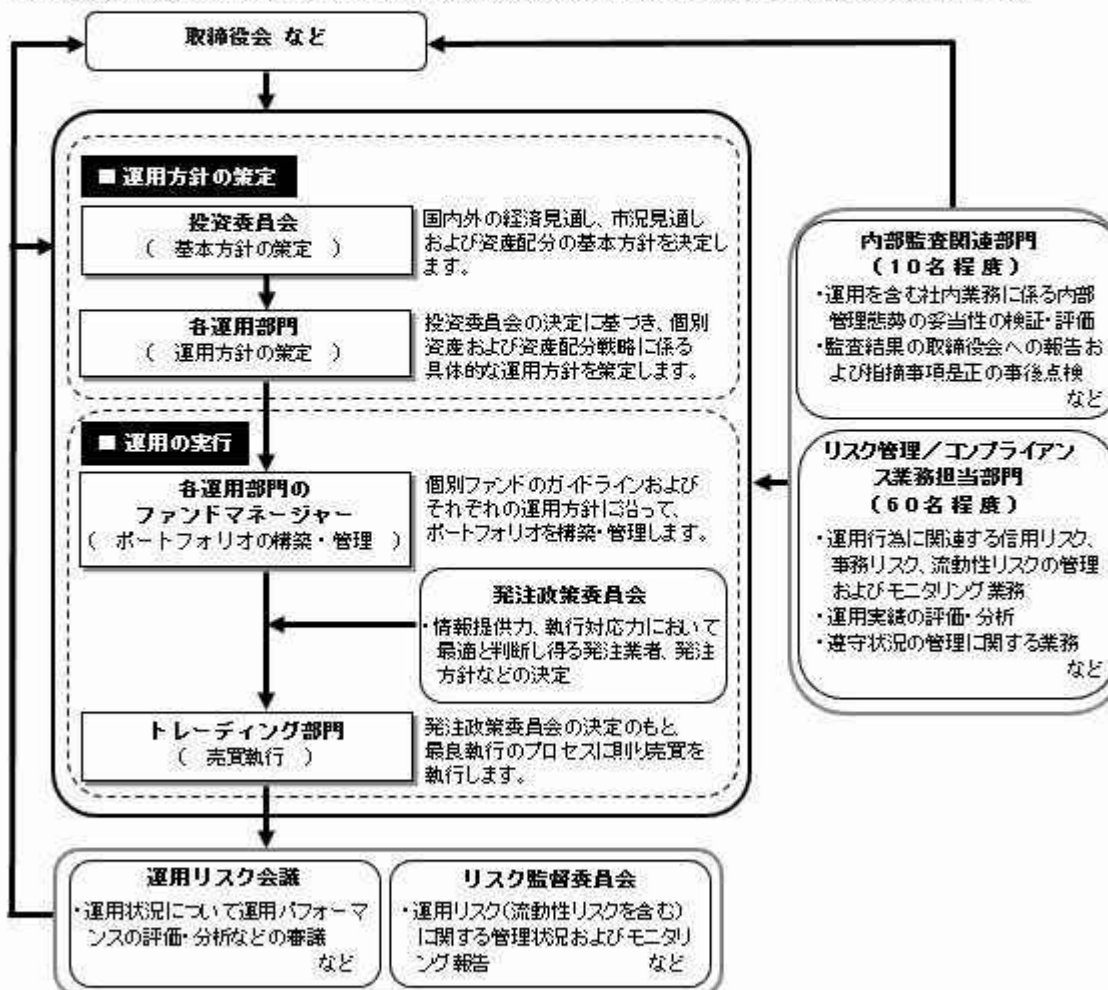 取締役会 など
■ 運用方針の策定
投資委員会
( 基本方針の策定 )
国内外の経済見通し、市況見通し
および資産配分の基本方針を決定し
ます。
各運用部門
( 運用方針の策定 )
投資委員会の決定に基づき、個別
資産および資産配分戦略に係る
具体的な運用方針を策定します。
■ 運用の実行
各運用部門の
ファンドマネージャー
( ポートフォリオの構築・管理 )
個別ファンドのガイドラインおよび
それぞれの運用方針に沿って、
ポートフォリオを構築・管理します。
発注政策委員会
・情報提供力、執行対応力において
最適と判断し得る発注業者、発注
方針などの決定
トレーディング部門
( 売買執行 )
発注政策委員会の決定のもと
最良執行のプロセスに則り売買を
執行します。
内部監査関連部門
(10名程度)
・運用を含む社内業務に係る内部
管理態勢の妥当性の検証・評価
・監査結果の取締役会への報告お
よび指摘事項是正の事後点検
など
リスク管理/コンプライアン
ス業務担当部門
(60名程度)
・運用行為に関連する信用リスク、
事務リスク、流動性リスクの管理
およびモニタリング業務
・運用実績の評価・分析
・遵守状況の管理に関する業務
など
運用リスク会議
・運用状況について運用パフォーマ
ンスの評価・分析などの審議
など
リスク監督委員会
・運用リスク(流動性リスクを含む)
に関する管理状況およびモニタリ
ング報告 など